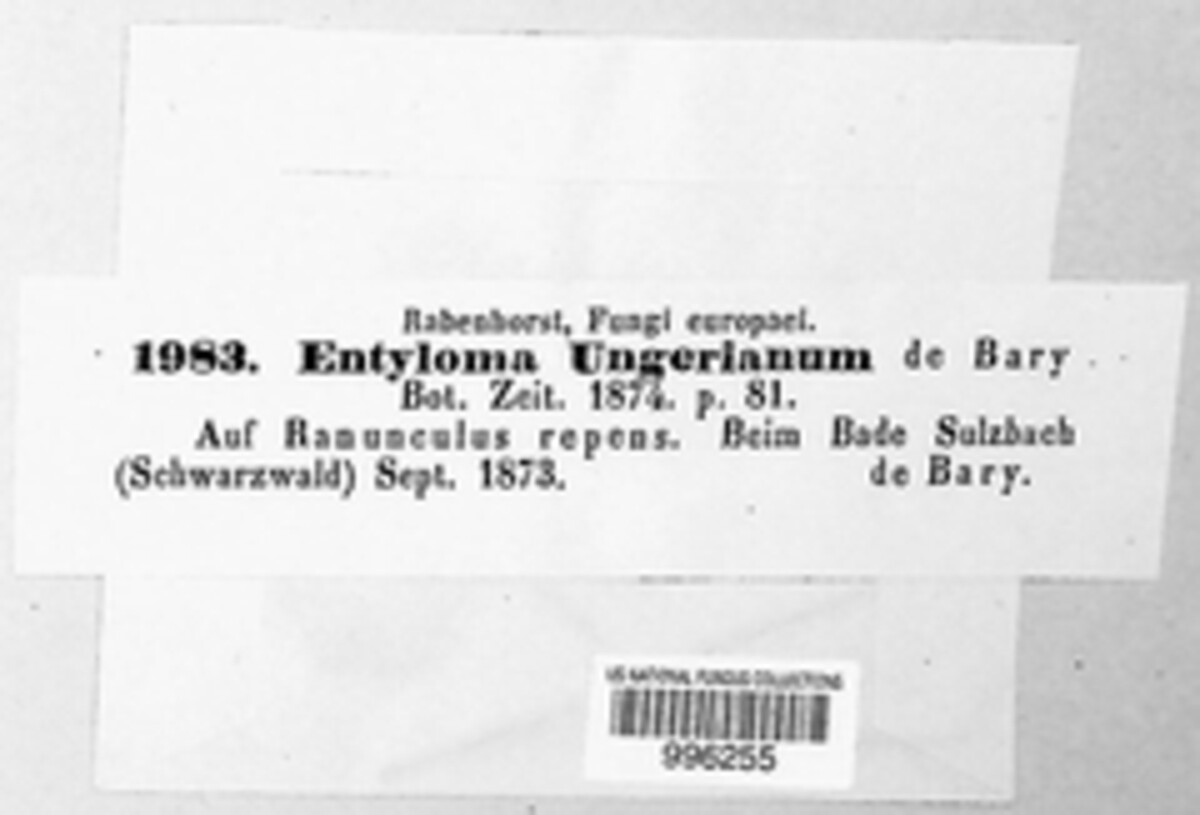 Rabenhorst, Fungi europaei.
1983. Entyloma Ungerianum de Bary
Bot. Zeit. 1874. p. 81.
Auf Ranunculus repens. Beim Bade Sulzbach
(Schwarzwald) Sept. 1873. de Bary.
US NATIONAL FUNGUS COLLECTIONS
996255